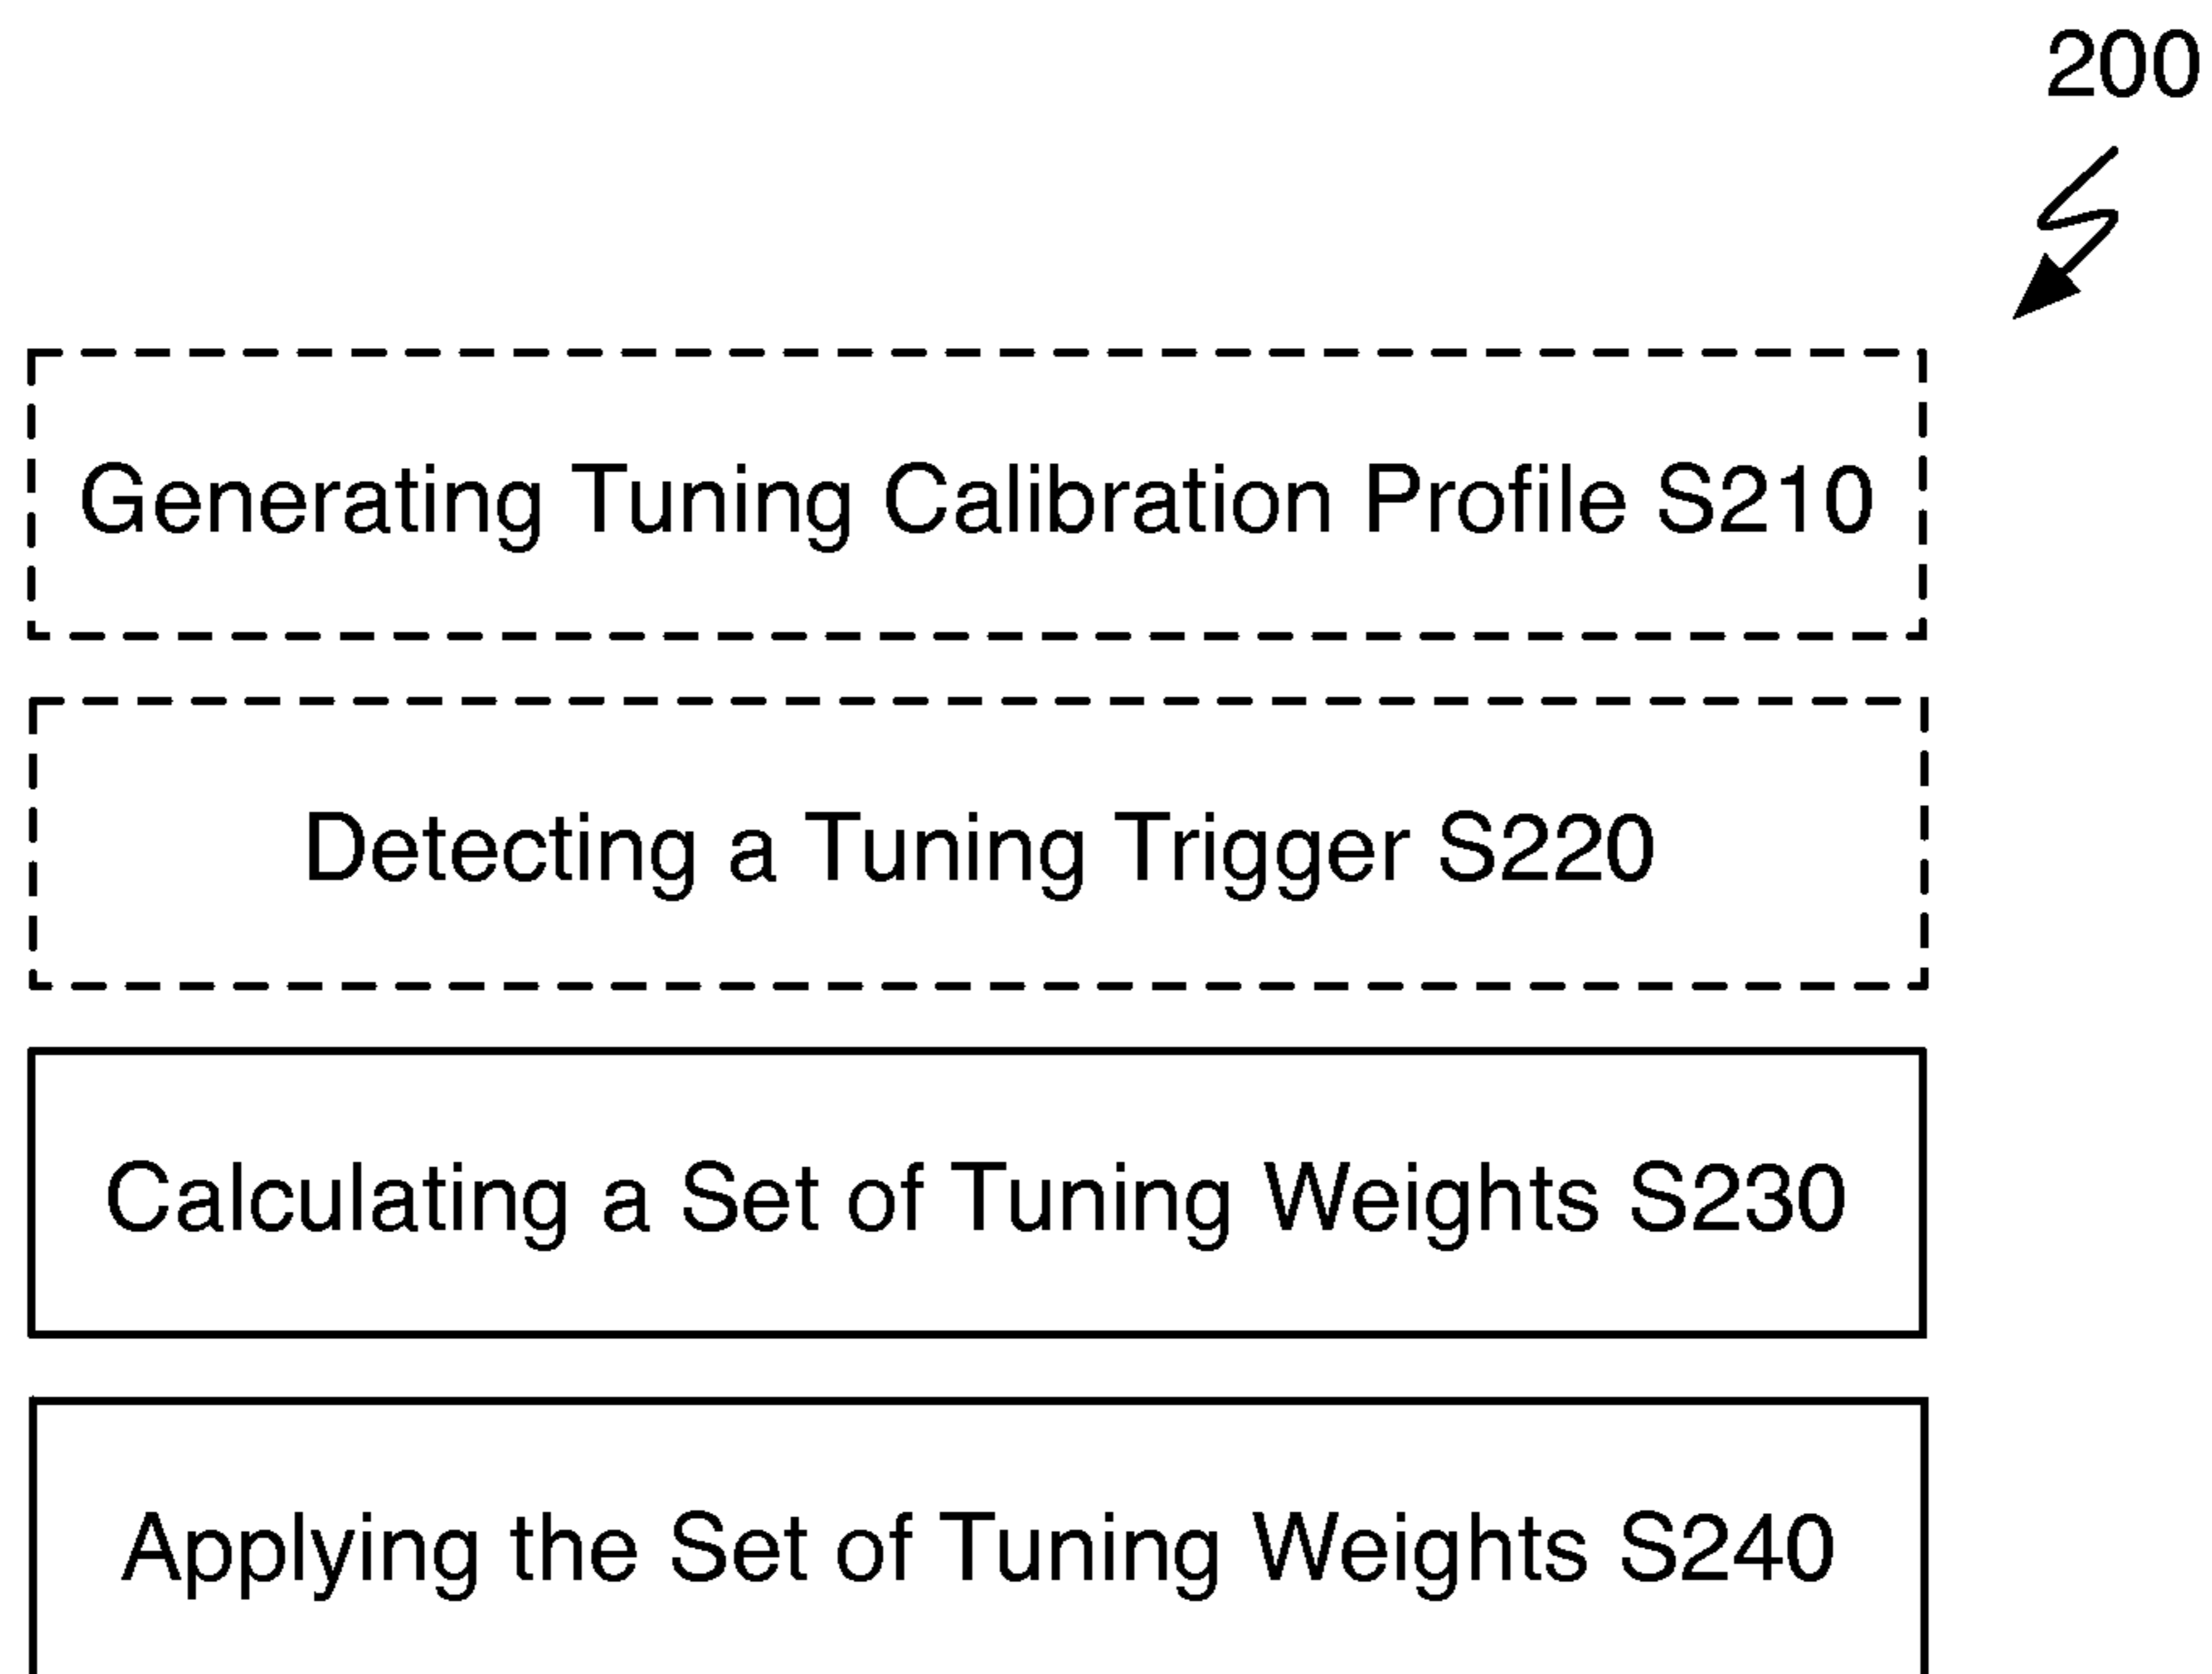 200
Generating Tuning Calibration Profile S210
Detecting a Tuning Trigger S220
Calculating a Set of Tuning Weights S230
Applying the Set of Tuning Weights S240